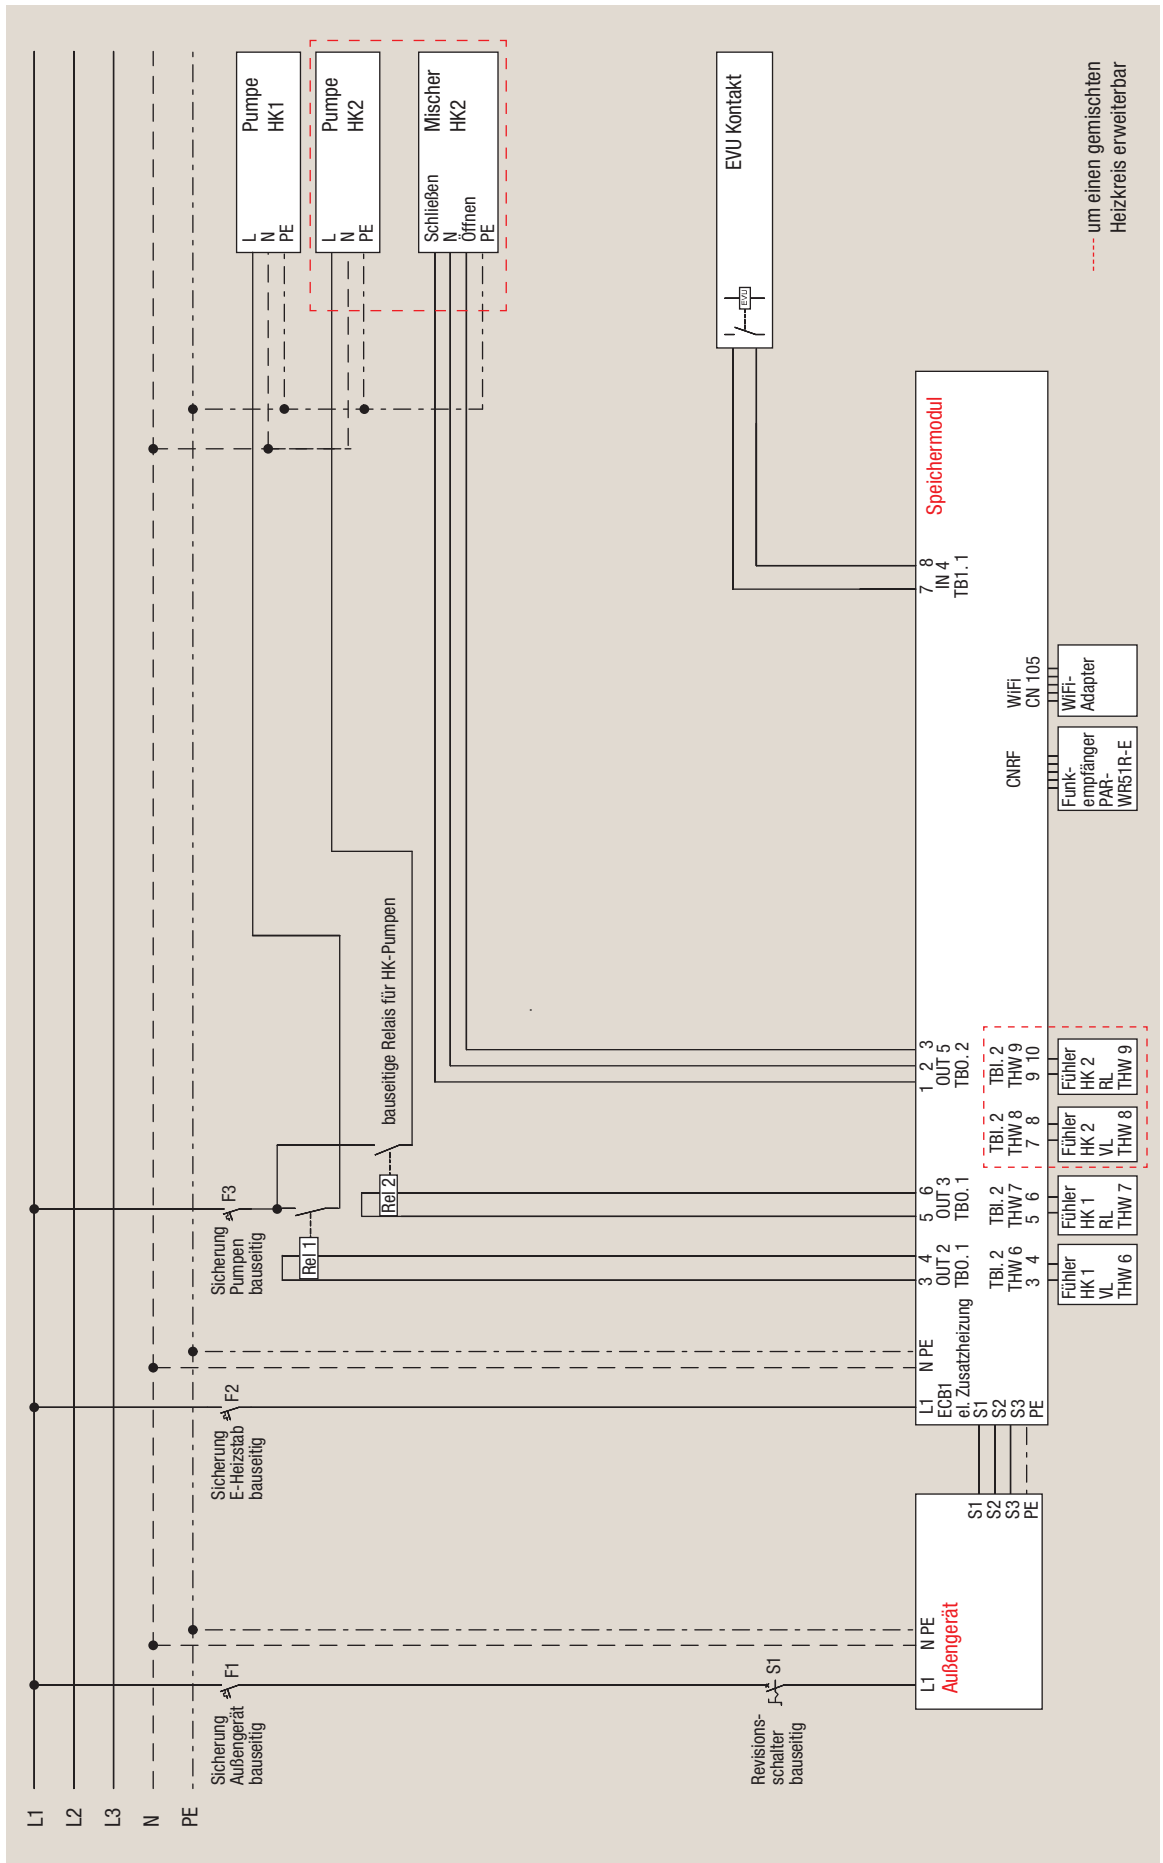 L1
L2
L3
N
PE
Sicherung
Außengerät
bauseitig
F1
Sicherung
E-Heizstab
bauseitig
F2
Sicherung
Pumpen
bauseitig
F3
Rel 1
Rel 2
bauseitige Relais für HK-Pumpen
Pumpe
HK1
L
N
PE
Pumpe
HK2
L
N
PE
Mischer
HK2
Schließen
N
Öffnen
PE
EVU Kontakt
EVU
Revisions-
schalter
bauseitig
S1
L1
N PE
Außengerät
S1
S2
S3
PE
L1
N PE
ECB1
el. Zusatzheizung
S1
S2
S3
PE
3 4
OUT 2
TBO. 1
5 6
OUT 3
TBO. 1
1 2 3
OUT 5
TBO. 2
7 8
IN 4
TB1. 1
Speichermodul
TBI. 2
THW 6
3 4
TBI. 2
THW 7
5 6
TBI. 2
THW 8
7 8
TBI. 2
THW 9
9 10
CNRF
WiFi
CN 105
Fühler
HK 1
VL
THW 6
Fühler
HK 1
RL
THW 7
Fühler
HK 2
VL
THW 8
Fühler
HK 2
RL
THW 9
Funk-
empfänger
PAR-
WR51R-E
WiFi-
Adapter
um einen gemischten
Heizkreis erweiterbar